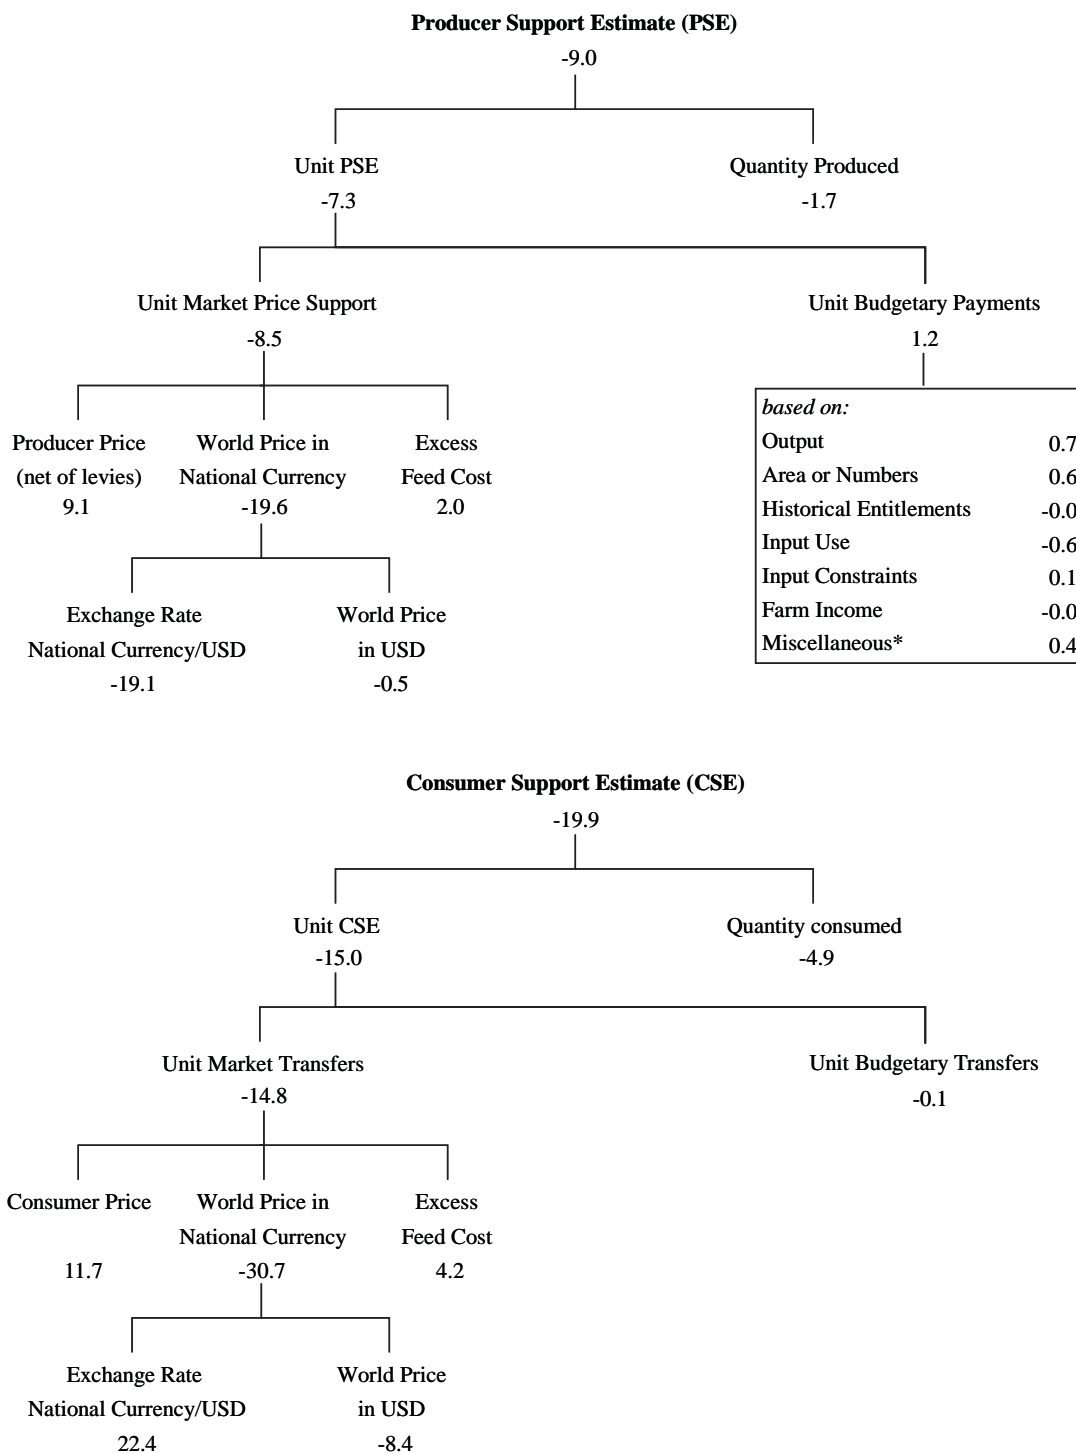 Producer Support Estimate (PSE)
-9.0
Unit PSE
Quantity Produced
-7.3
-1.7
Unit Market Price Support
Unit Budgetary Payments
-8.5
1.2
based on:
Output 0.7
Area or Numbers 0.6
Historical Entitlements -0.0
Input Use -0.6
Input Constraints 0.1
Farm Income -0.0
Miscellaneous* 0.4
Producer Price
(net of levies)
9.1
World Price in
National Currency
-19.6
Excess
Feed Cost
2.0
Exchange Rate
National Currency/USD
-19.1
World Price
in USD
-0.5
Consumer Support Estimate (CSE)
-19.9
Unit CSE
Quantity consumed
-15.0
-4.9
Unit Market Transfers
Unit Budgetary Transfers
-14.8
-0.1
Consumer Price
11.7
World Price in
National Currency
-30.7
Excess
Feed Cost
4.2
Exchange Rate
National Currency/USD
22.4
World Price
in USD
-8.4